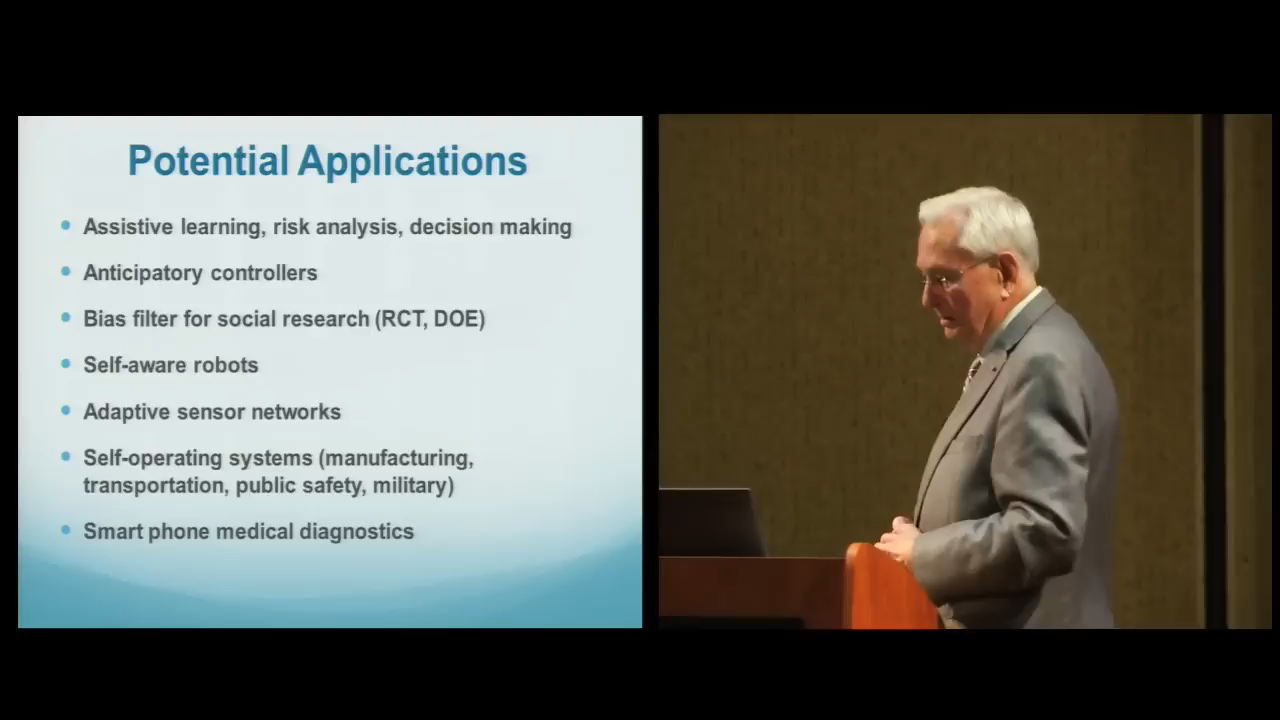 Potential Applications
Assistive learning, risk analysis, decision making
Anticipatory controllers
Bias filter for social research (RCT, DOE)
Self-aware robots
Adaptive sensor networks
Self-operating systems (manufacturing,
transportation, public safety, military)
Smart phone medical diagnostics